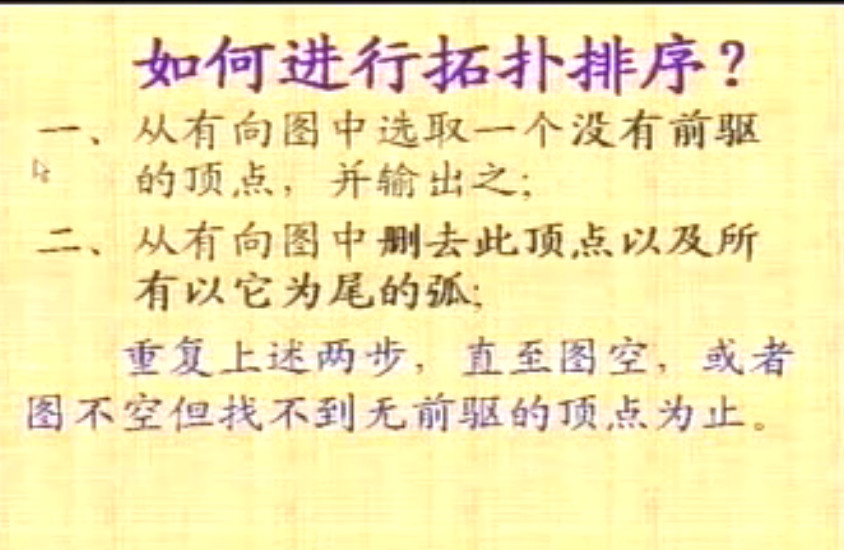 如何进行拓扑排序？
一、从有向图中选取一个没有前驱
的顶点，并输出之；
二、从有向图中删去此顶点以及所
有以它为尾的弧；
重复上述两步，直至图空，或者
图不空但找不到无前驱的顶点为止。